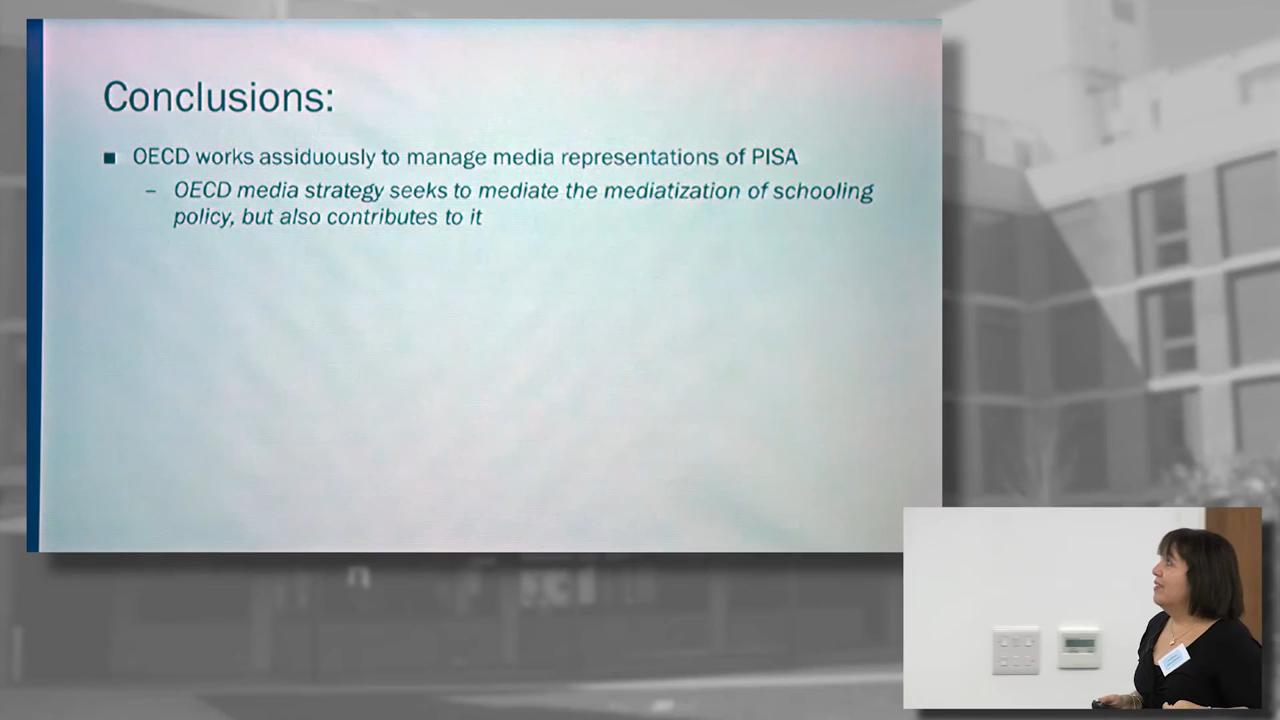 Conclusions:
■ OECD works assiduously to manage media representations of PISA
– OECD media strategy seeks to mediate the mediatization of schooling
policy, but also contributes to it